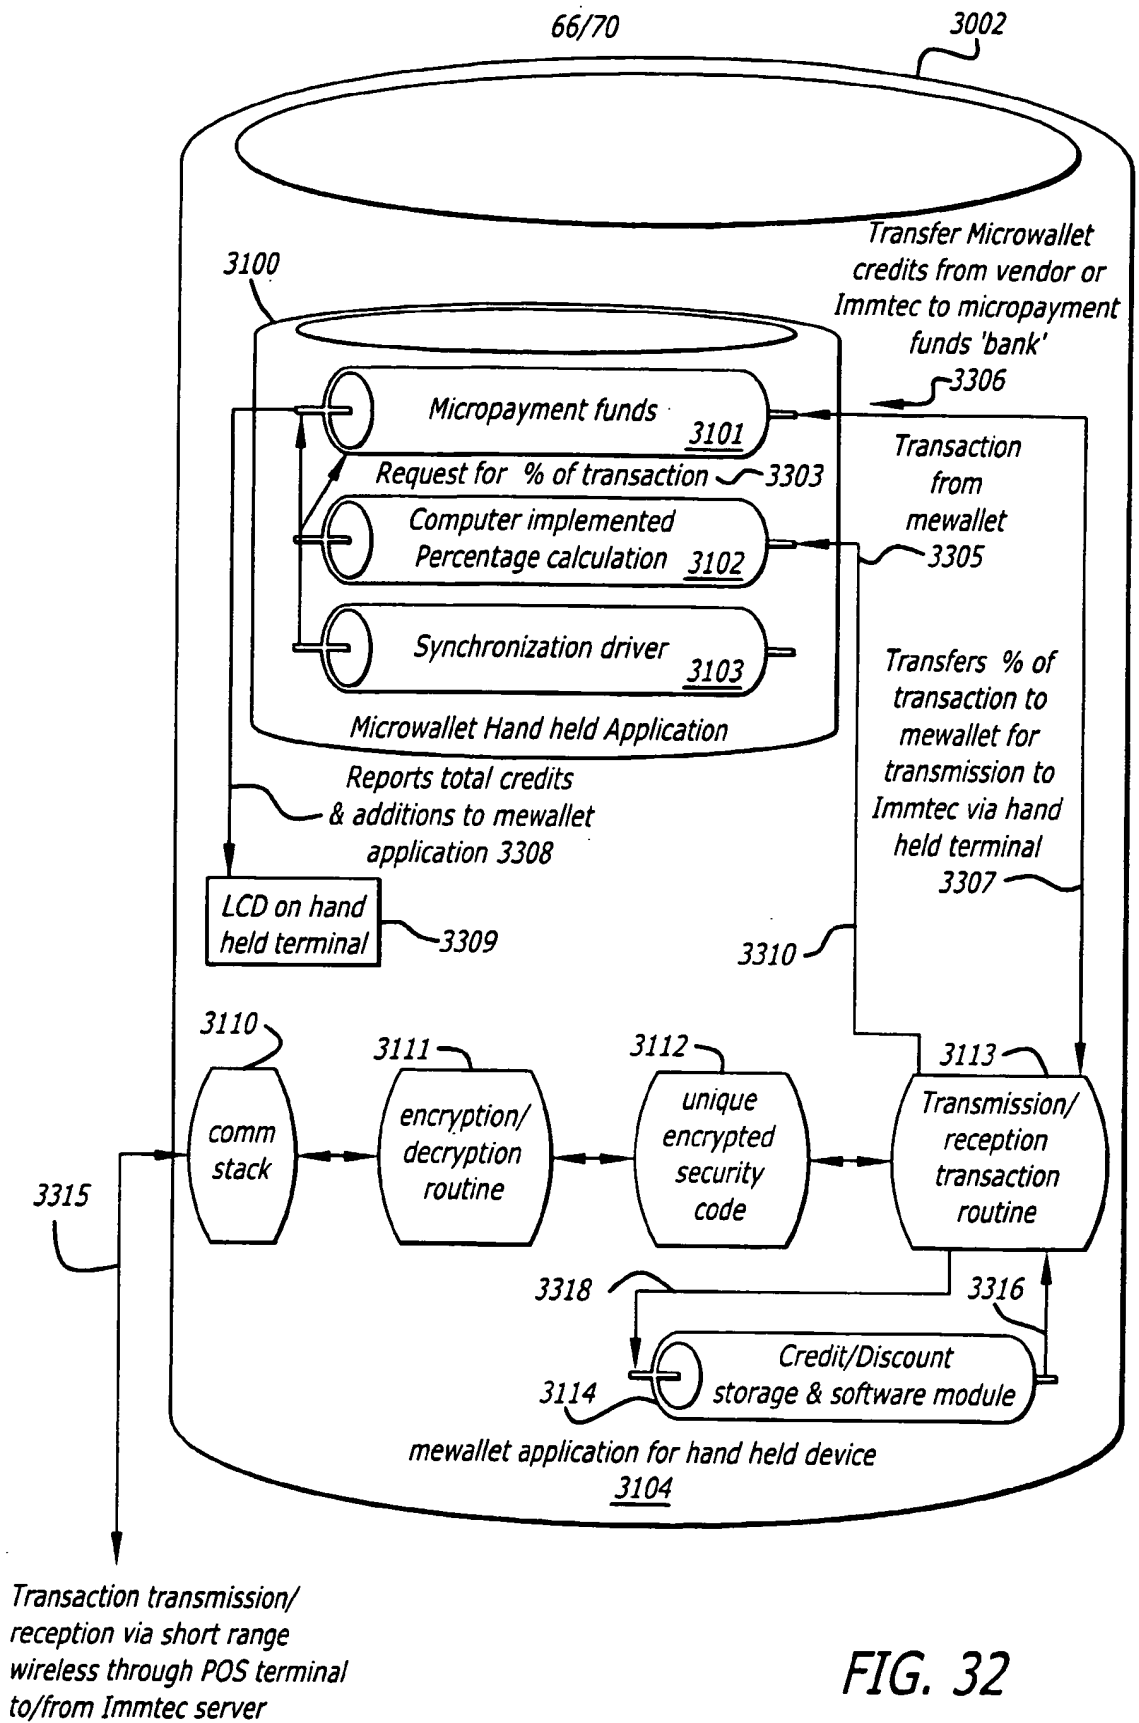 66/70
3002
Transfer Microwallet
credits from vendor or
Immtec to micropayment
funds 'bank'
3306
3100
Micropayment funds
3101
Request for % of transaction
3303
Computer implemented
Percentage calculation
3102
Synchronization driver
3103
Microwallet Hand held Application
Transaction
from
mewallet
3305
Transfers % of
transaction to
mewallet for
transmission to
Immtec via hand
held terminal
3307
Reports total credits
& additions to mewallet
application 3308
LCD on hand
held terminal
3309
3310
3110
comm
stack
3111
encryption/
decryption
routine
3112
unique
encrypted
security
code
3113
Transmission/
reception
transaction
routine
3315
3318
3316
Credit/Discount
storage & software module
3114
mewallet application for hand held device
3104
Transaction transmission/
reception via short range
wireless through POS terminal
to/from Immtec server
FIG. 32